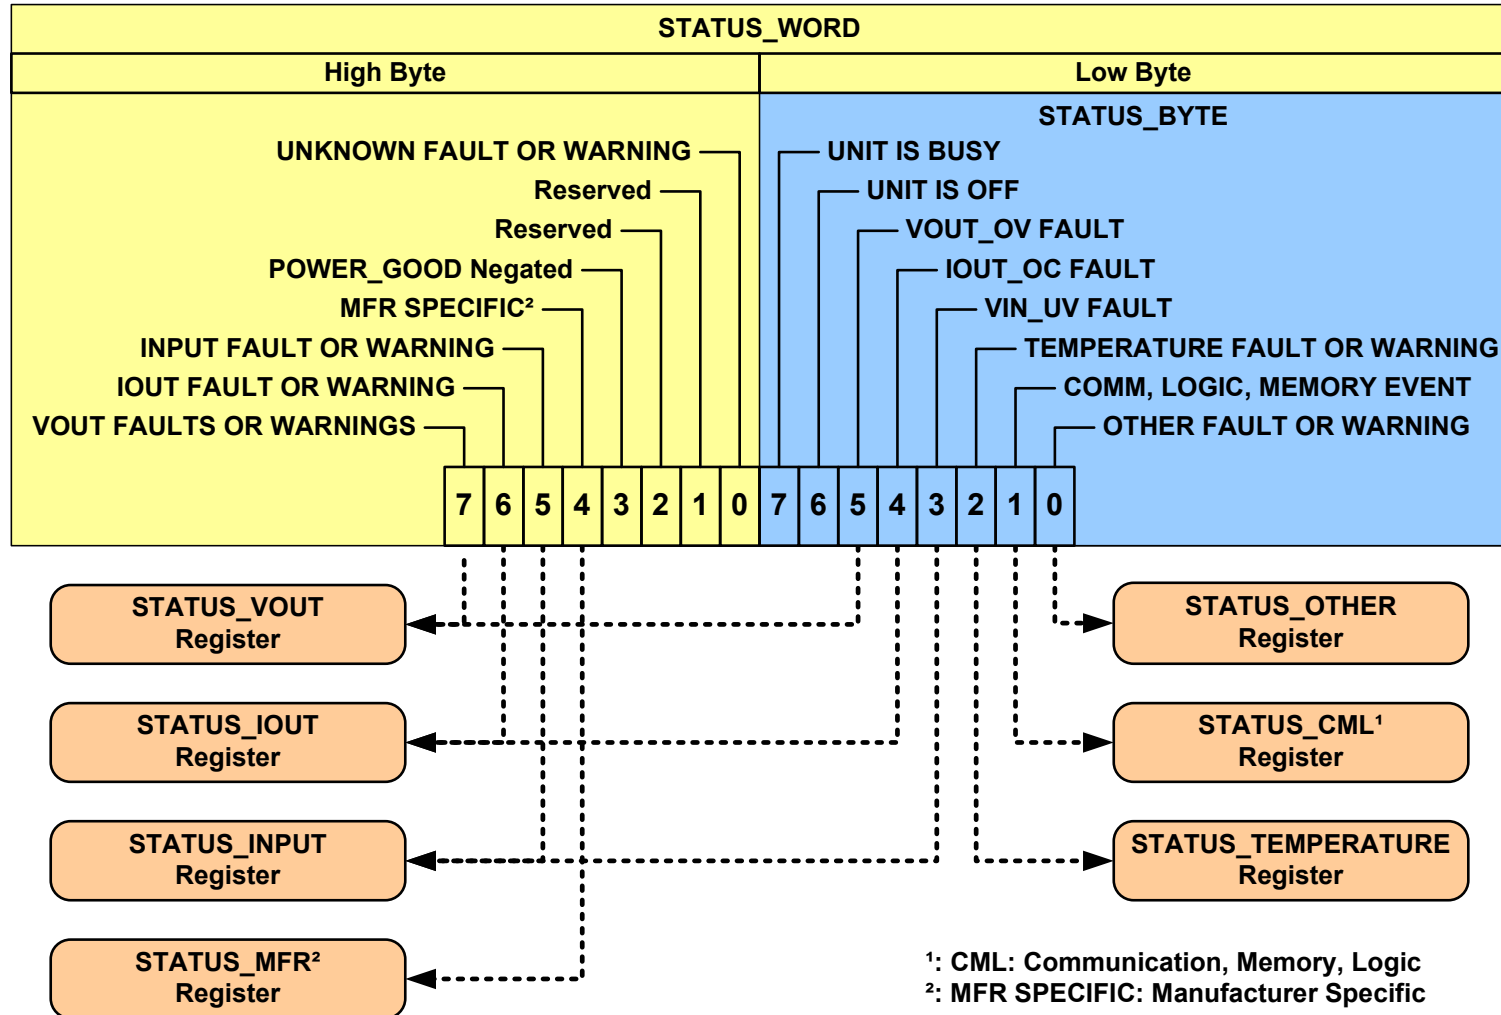 STATUS_WORD
High Byte
Low Byte
STATUS_BYTE
UNKNOWN FAULT OR WARNING
Reserved
Reserved
POWER_GOOD Negated
MFR SPECIFIC²
INPUT FAULT OR WARNING
IOUT FAULT OR WARNING
VOUT FAULTS OR WARNINGS
UNIT IS BUSY
UNIT IS OFF
VOUT_OV FAULT
IOUT_OC FAULT
VIN_UV FAULT
TEMPERATURE FAULT OR WARNING
COMM, LOGIC, MEMORY EVENT
OTHER FAULT OR WARNING
7 6 5 4 3 2 1 0 7 6 5 4 3 2 1 0
STATUS_VOUT
Register
STATUS_IOUT
Register
STATUS_INPUT
Register
STATUS_MFR²
Register
STATUS_OTHER
Register
STATUS_CML¹
Register
STATUS_TEMPERATURE
Register
¹: CML: Communication, Memory, Logic
²: MFR SPECIFIC: Manufacturer Specific